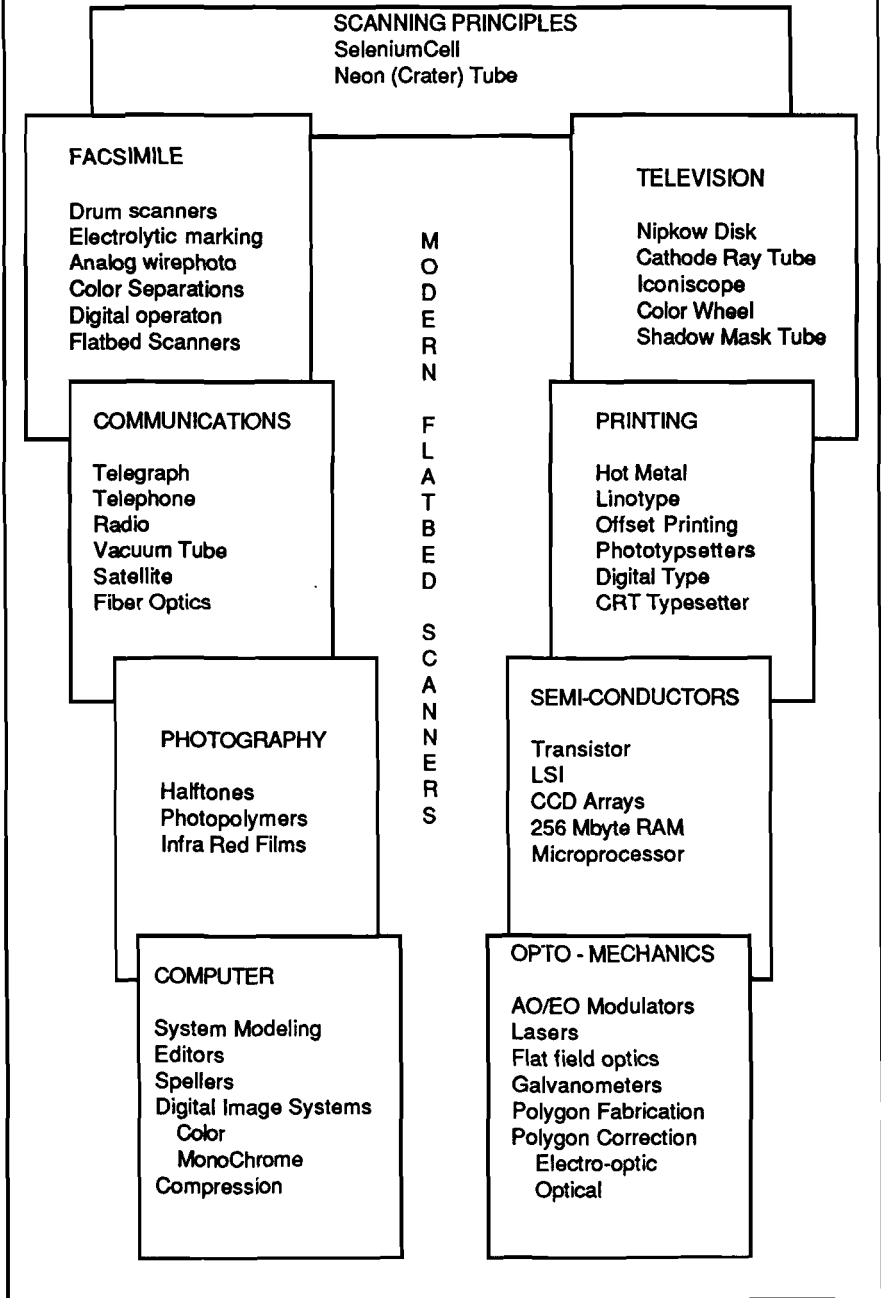 SCANNING PRINCIPLES
SeleniumCell
Neon (Crater) Tube
FACSIMILE
Drum scanners
Electrolytic marking
Analog wirephoto
Color Separations
Digital operaton
Flatbed Scanners
TELEVISION
Nipkow Disk
Cathode Ray Tube
Iconiscope
Color Wheel
Shadow Mask Tube
MODERN FLATBED SCANNERS
COMMUNICATIONS
Telegraph
Telephone
Radio
Vacuum Tube
Satellite
Fiber Optics
PRINTING
Hot Metal
Linotype
Offset Printing
Phototypsetters
Digital Type
CRT Typesetter
PHOTOGRAPHY
Halftones
Photopolymers
Infra Red Films
SEMI-CONDUCTORS
Transistor
LSI
CCD Arrays
256 Mbyte RAM
Microprocessor
COMPUTER
System Modeling
Editors
Spellers
Digital Image Systems
Color
MonoChrome
Compression
OPTO - MECHANICS
AO/EO Modulators
Lasers
Flat field optics
Galvanometers
Polygon Fabrication
Polygon Correction
Electro-optic
Optical